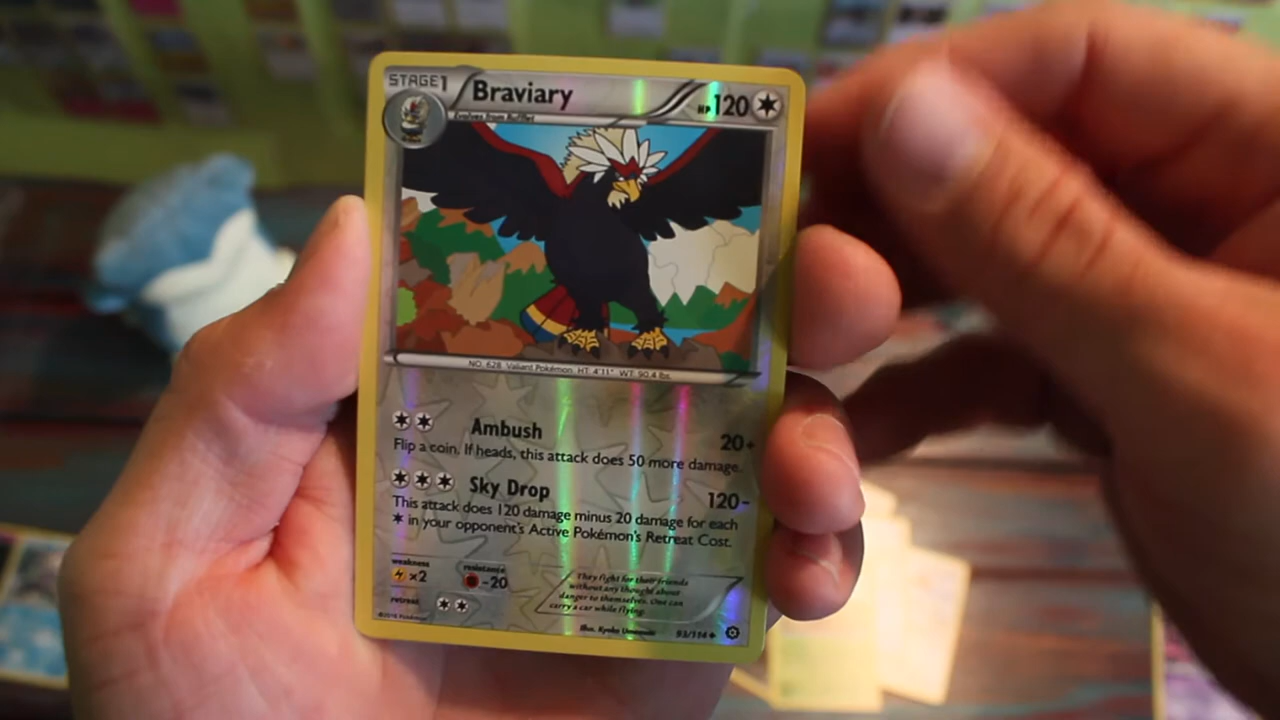 STAGE1
Braviary
HP120
Evolves from Rufflet
NO. 628 Valiant Pokémon HT: 4'11" WT: 90.4 lbs.
Ambush 20+
Flip a coin. If heads, this attack does 50 more damage.
Sky Drop 120-
This attack does 120 damage minus 20 damage for each
in your opponent's Active Pokémon's Retreat Cost.
weakness
×2
resistance
-20
retreat
They fight for their friends
without any thought about
danger to themselves. One can
carry a car while flying.
©2016 Pokémon
Illus. Kyoko Umemoto
93/114